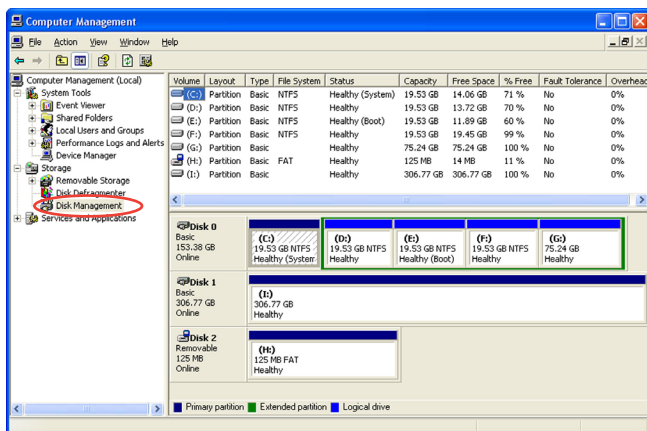 Computer Management
File Action View Window Help
Computer Management (Local)
System Tools
Event Viewer
Shared Folders
Local Users and Groups
Performance Logs and Alerts
Device Manager
Storage
Removable Storage
Disk Defragmenter
Disk Management
Services and Applications
Volume Layout Type File System Status Capacity Free Space % Free Fault Tolerance Overhead
(C:) Partition Basic NTFS Healthy (System) 19.53 GB 14.06 GB 71 % No 0%
(D:) Partition Basic NTFS Healthy 19.53 GB 13.72 GB 70 % No 0%
(E:) Partition Basic NTFS Healthy (Boot) 19.53 GB 11.89 GB 60 % No 0%
(F:) Partition Basic NTFS Healthy 19.53 GB 19.45 GB 99 % No 0%
(G:) Partition Basic Healthy 75.24 GB 75.24 GB 100 % No 0%
(H:) Partition Basic FAT Healthy 125 MB 14 MB 11 % No 0%
(I:) Partition Basic Healthy 306.77 GB 306.77 GB 100 % No 0%
Disk 0
Basic
153.38 GB
Online
(C:)
19.53 GB NTFS
Healthy (System
(D:)
19.53 GB NTFS
Healthy
(E:)
19.53 GB NTFS
Healthy (Boot)
(F:)
19.53 GB NTFS
Healthy
(G:)
75.24 GB
Healthy
Disk 1
Basic
306.77 GB
Online
(I:)
306.77 GB
Healthy
Disk 2
Removable
125 MB
Online
(H:)
125 MB FAT
Healthy
Primary partition Extended partition Logical drive